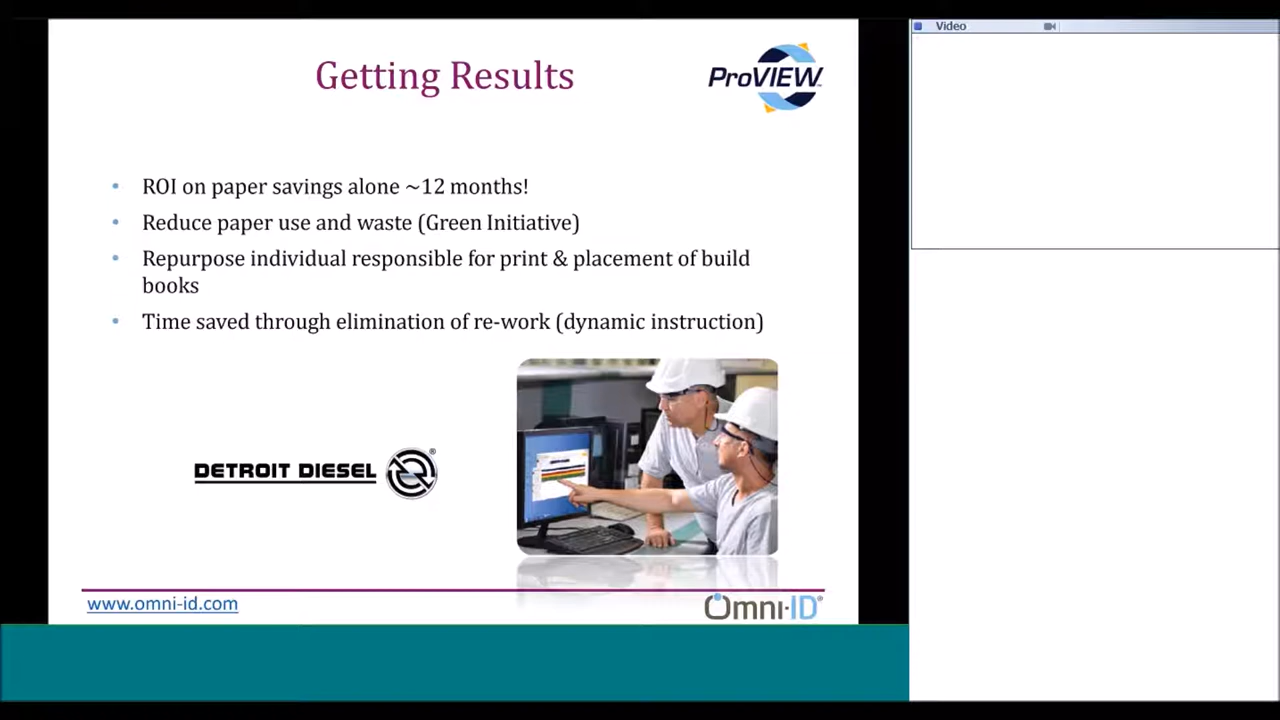 Video
Getting Results
ProVIEW
• ROI on paper savings alone ~12 months!
• Reduce paper use and waste (Green Initiative)
• Repurpose individual responsible for print & placement of build
books
• Time saved through elimination of re-work (dynamic instruction)
DETROIT DIESEL ®
www.omni-id.com
Omni-ID®